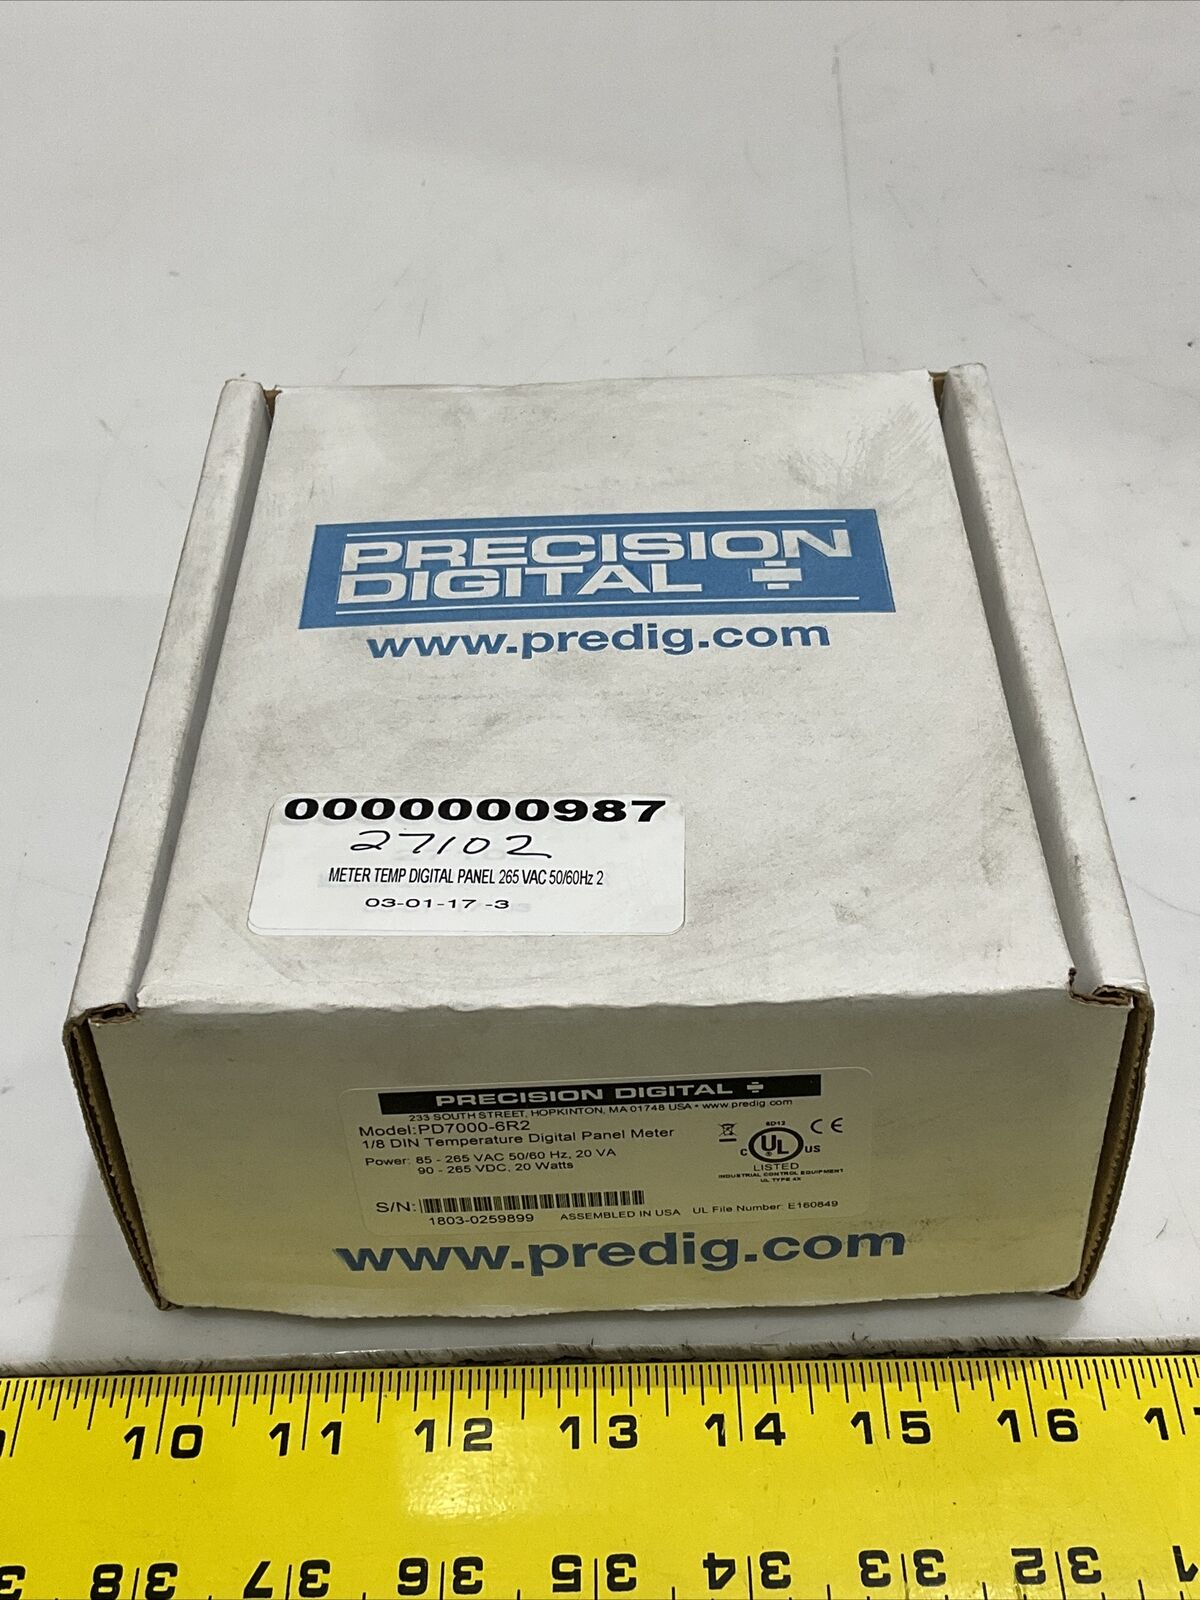 PRECISION
DIGITAL
www.predig.com
0000000987
27102
METER TEMP DIGITAL PANEL 265 VAC 50/60Hz 2
03-01-17 -3
PRECISION DIGITAL
233 SOUTH STREET, HOPKINTON, MA 01748 USA • www.predig.com
Model:PD7000-6R2
1/8 DIN Temperature Digital Panel Meter
Power: 85 - 265 VAC 50/60 Hz, 20 VA
90 - 265 VDC, 20 Watts
6D12
C UL US
LISTED
INDUSTRIAL CONTROL EQUIPMENT
UL TYPE 4X
CE
S/N:
1803-0259899
ASSEMBLED IN USA UL File Number: E160849
www.predig.com
10 11 12 13 14 15 16
38 37 36 35 34 33 32